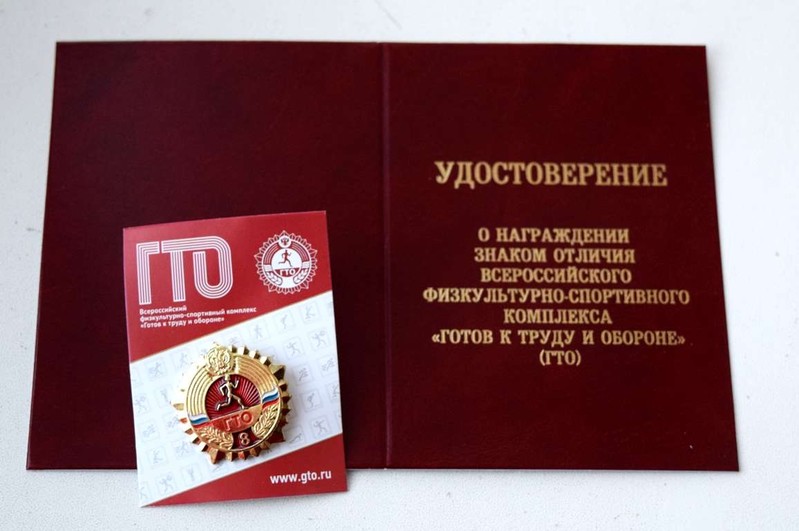 УДОСТОВЕРЕНИЕ
О НАГРАЖДЕНИИ
ЗНАКОМ ОТЛИЧИЯ
ВСЕРОССИЙСКОГО
ФИЗКУЛЬТУРНО-СПОРТИВНОГО
КОМПЛЕКСА
«ГОТОВ К ТРУДУ И ОБОРОНЕ»
(ГТО)
ГТО
ГТО
Всероссийский
физкультурно-спортивный комплекс
«Готов к труду и обороне»
ГТО
8
www.gto.ru